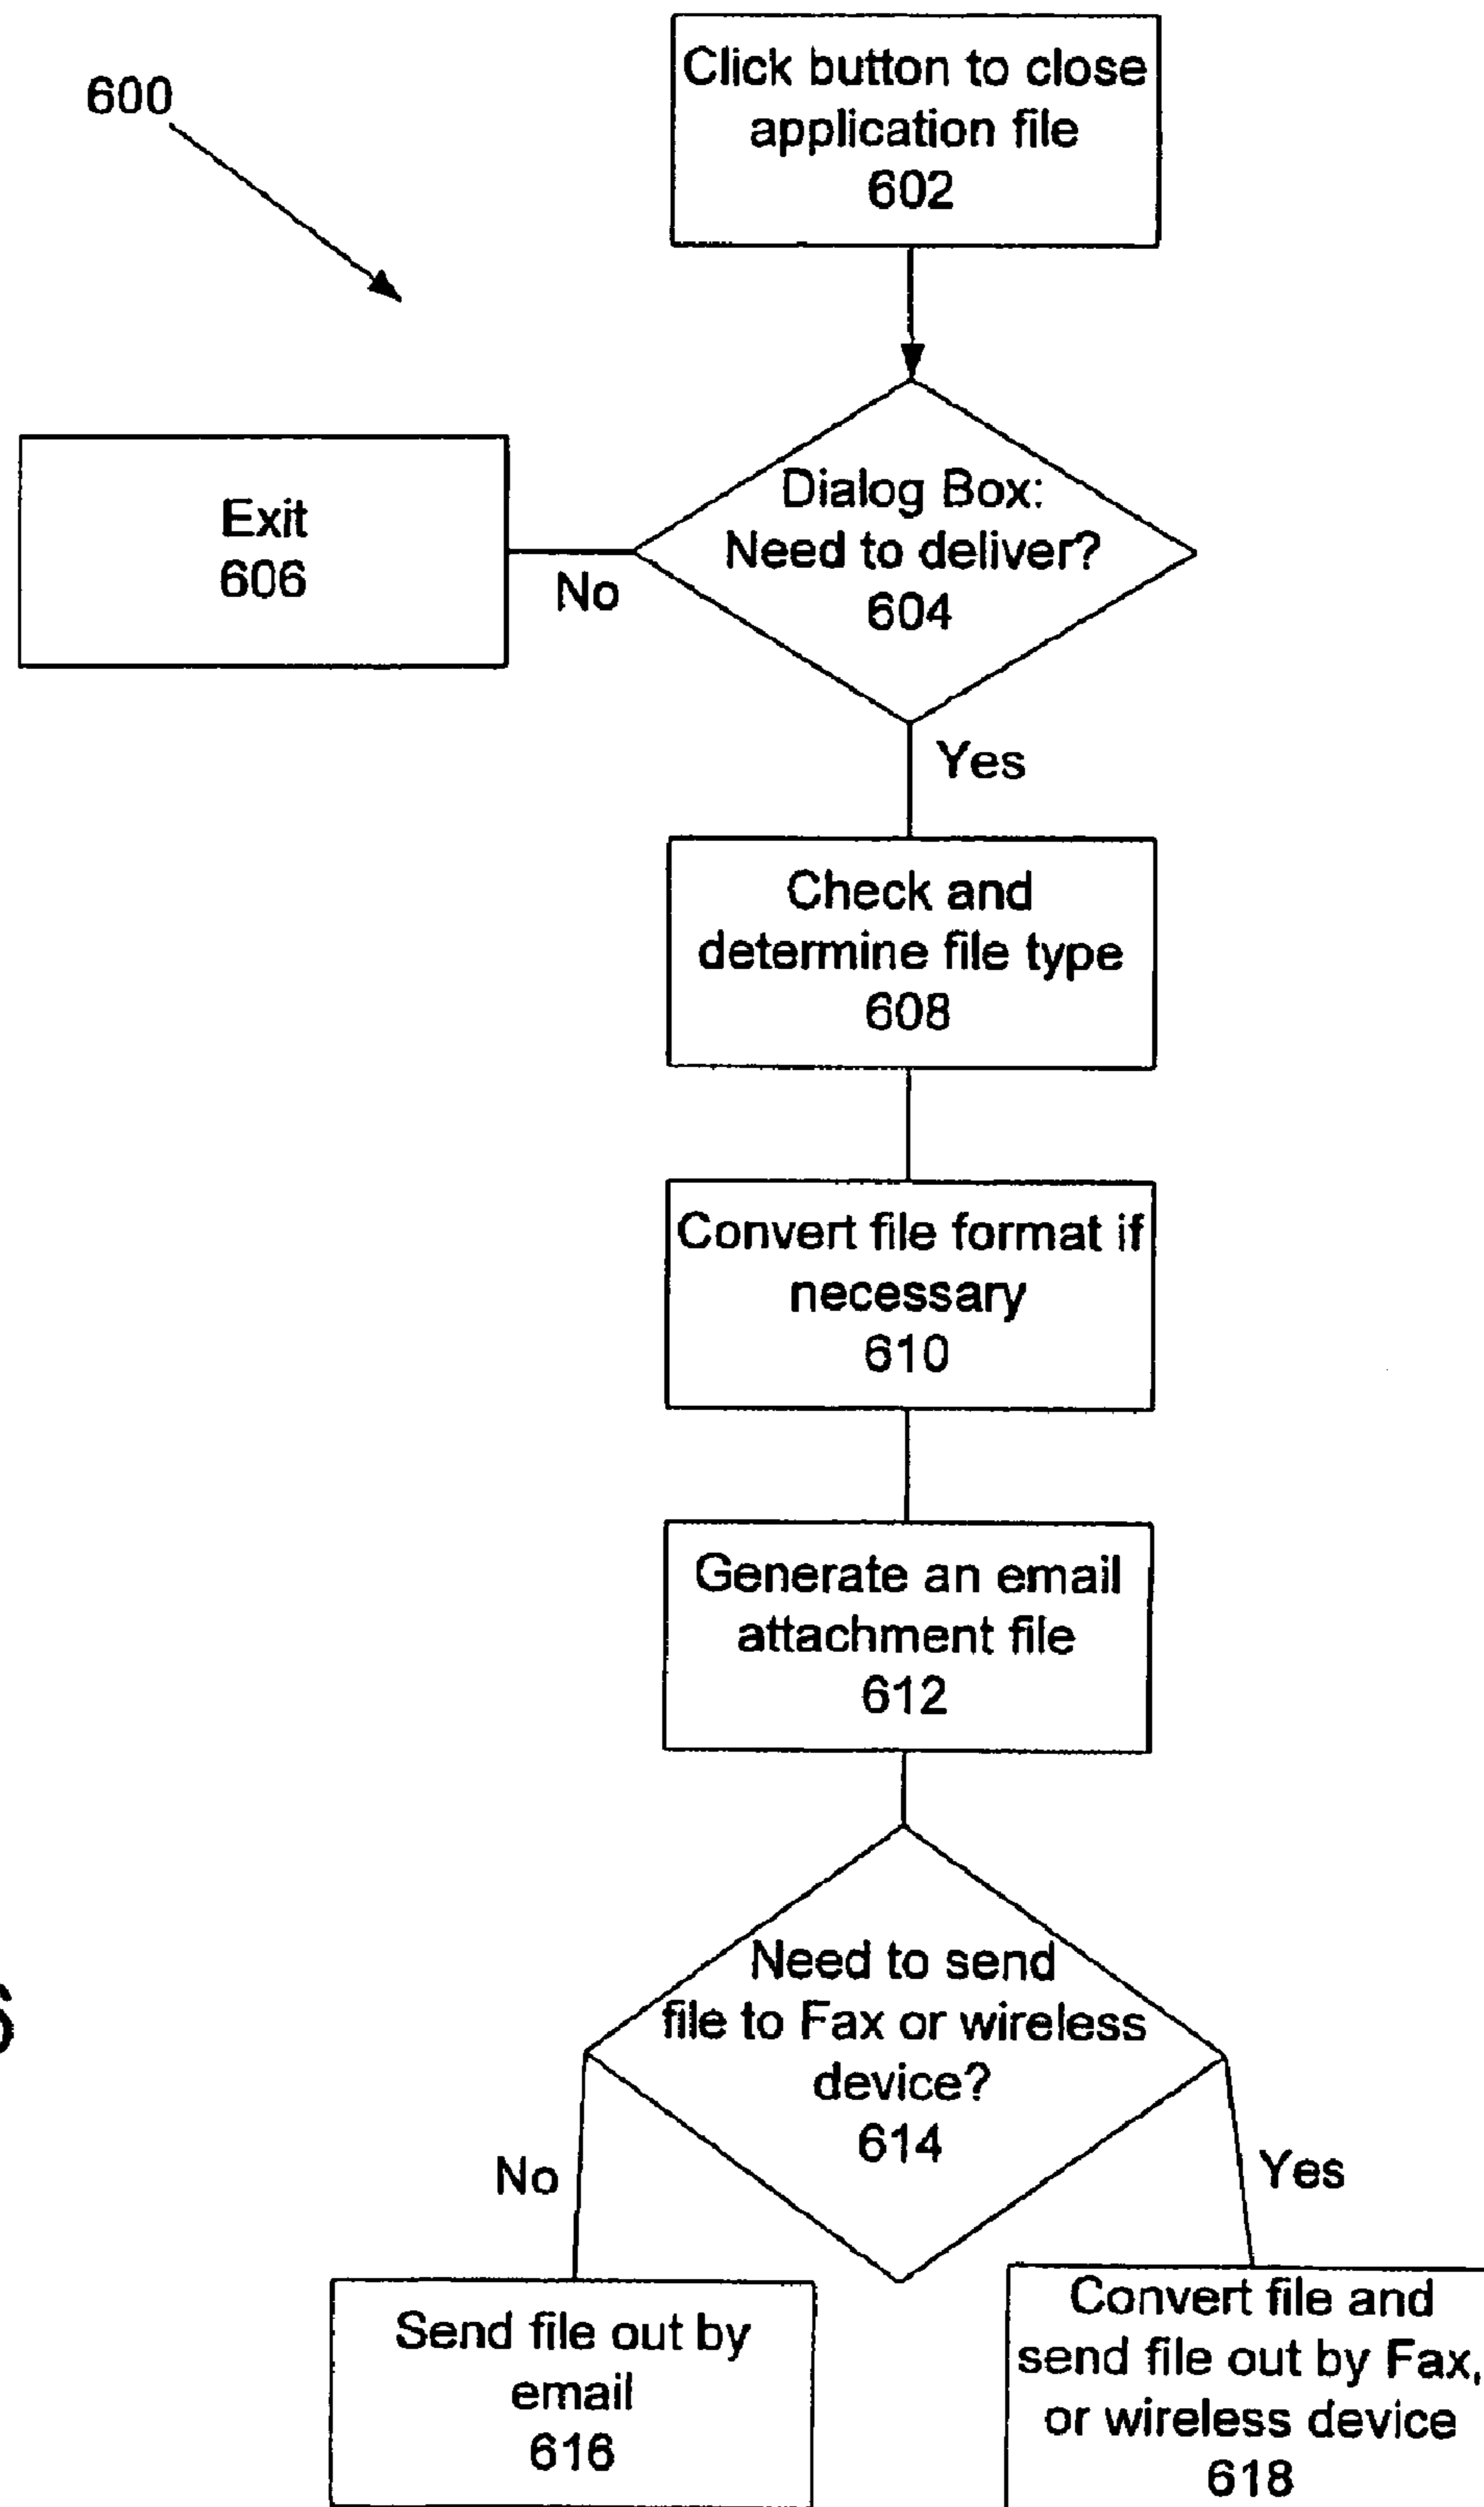 600
Click button to close
application file
602
Dialog Box:
Need to deliver?
604
Exit
606
No
Yes
Check and
determine file type
608
Convert file format if
necessary
610
Generate an email
attachment file
612
Need to send
file to Fax or wireless
device?
614
No
Yes
Send file out by
email
616
Convert file and
send file out by Fax,
or wireless device
618